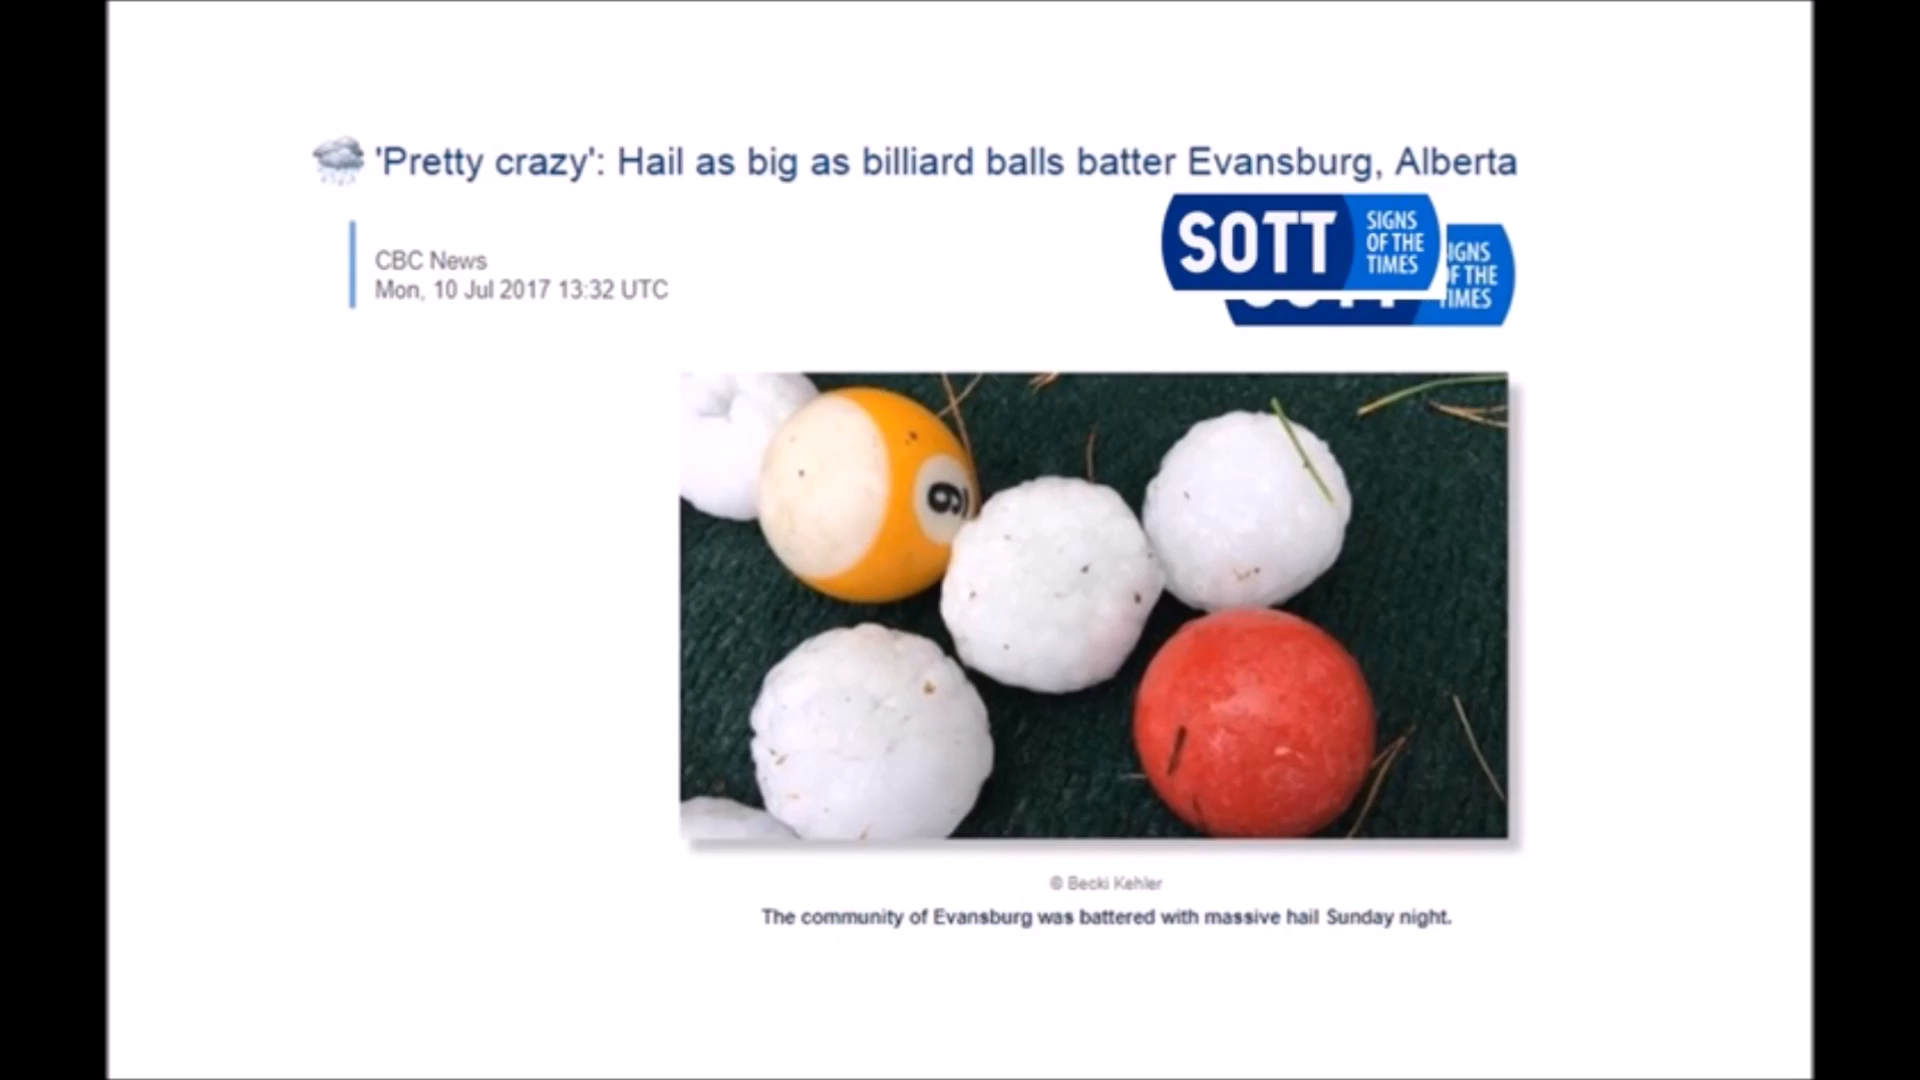 'Pretty crazy': Hail as big as billiard balls batter Evansburg, Alberta
CBC News
Mon, 10 Jul 2017 13:32 UTC
SOTT
SIGNS
OF THE
TIMES
9
© Becki Kehler
The community of Evansburg was battered with massive hail Sunday night.